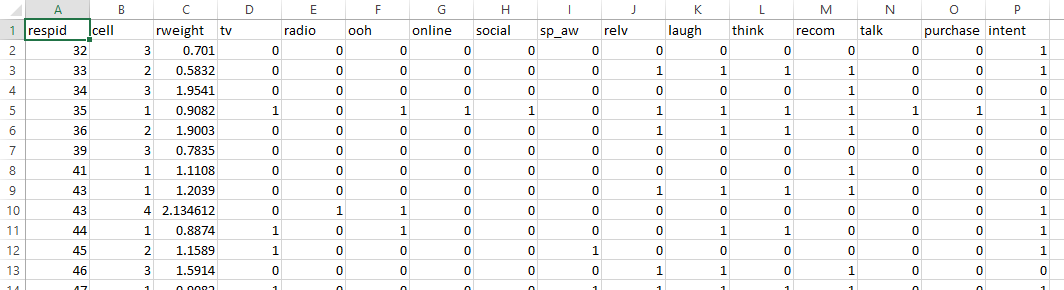 A B C D E F G H I J K L M N O P
1 respid cell rweight tv radio ooh online social sp_aw relv laugh think recom talk purchase intent
2 32 3 0.701 0 0 0 0 0 0 0 0 0 0 0 0 1
3 33 2 0.5832 0 0 0 0 0 0 1 1 1 1 0 0 1
4 34 3 1.9541 0 0 0 0 0 0 0 0 0 1 0 0 0
5 35 1 0.9082 1 0 1 1 1 0 1 1 1 1 1 1 1
6 36 2 1.9003 0 0 0 0 0 0 1 1 1 1 0 0 0
7 39 3 0.7835 0 0 0 0 0 0 0 0 0 0 0 0 0
8 41 1 1.1108 0 0 0 0 0 0 0 0 0 1 0 0 0
9 43 1 1.2039 0 0 0 0 0 0 1 1 1 1 0 0 0
10 43 4 2.134612 0 1 1 0 0 0 0 0 0 0 0 0 1
11 44 1 0.8874 1 0 1 0 0 0 0 1 1 0 0 0 1
12 45 2 1.1589 1 0 0 0 0 1 0 0 0 0 0 0 1
13 46 3 1.5914 0 0 0 0 0 0 1 1 0 1 0 0 0